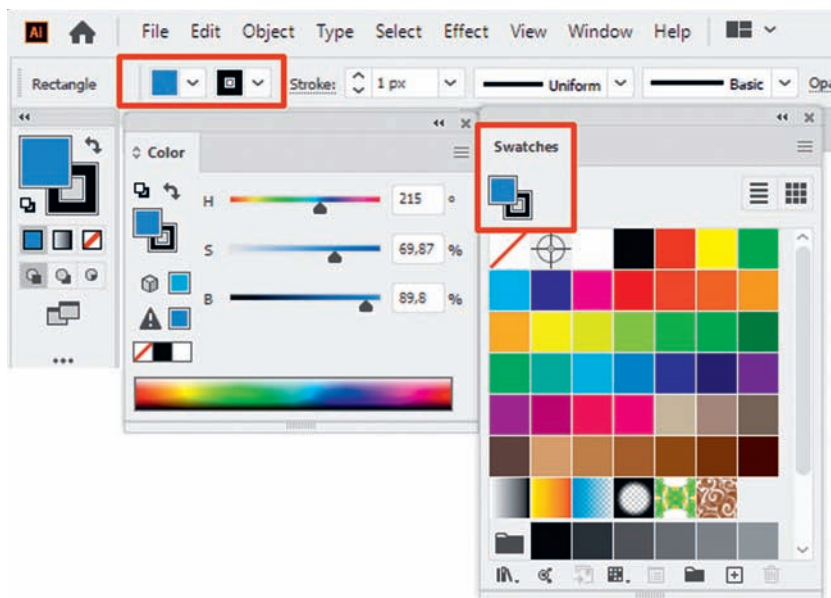 Ai File Edit Object Type Select Effect View Window Help
Rectangle Stroke: 1 px Uniform Basic Opa
Color
H 215 °
S 69,87 %
B 89,8 %
Swatches